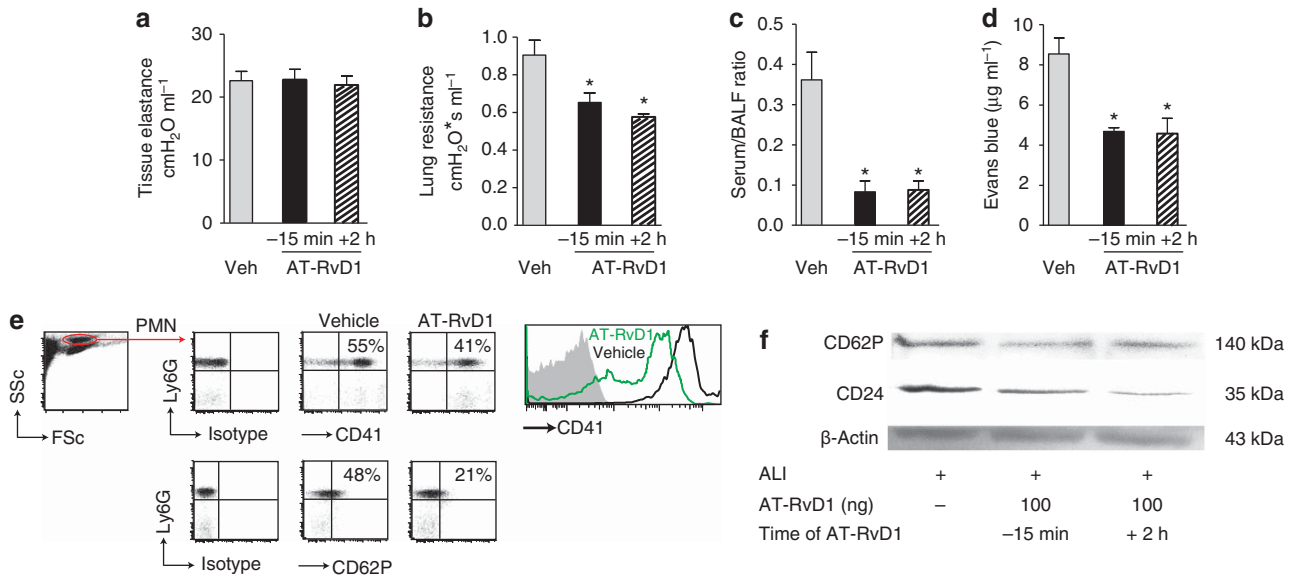 a
Tissue elastance
cmH₂O ml⁻¹
30
20
10
0
–15 min +2 h
Veh
AT-RvD1
b
Lung resistance
cmH₂O*s ml⁻¹
1.0
0.8
0.6
0.4
0.2
0.0
*
*
–15 min +2 h
Veh
AT-RvD1
c
Serum/BALF ratio
0.5
0.4
0.3
0.2
0.1
0.0
*
*
–15 min +2 h
Veh
AT-RvD1
d
Evans blue (μg ml⁻¹)
10
8
6
4
2
0
*
*
–15 min +2 h
Veh
AT-RvD1
e
SSc
FSc
PMN
Vehicle
AT-RvD1
Ly6G
55%
41%
Isotype
CD41
Ly6G
48%
21%
Isotype
CD62P
AT-RvD1
Vehicle
CD41
f
CD62P 140 kDa
CD24 35 kDa
β-Actin 43 kDa
ALI + + +
AT-RvD1 (ng) – 100 100
Time of AT-RvD1 –15 min + 2 h